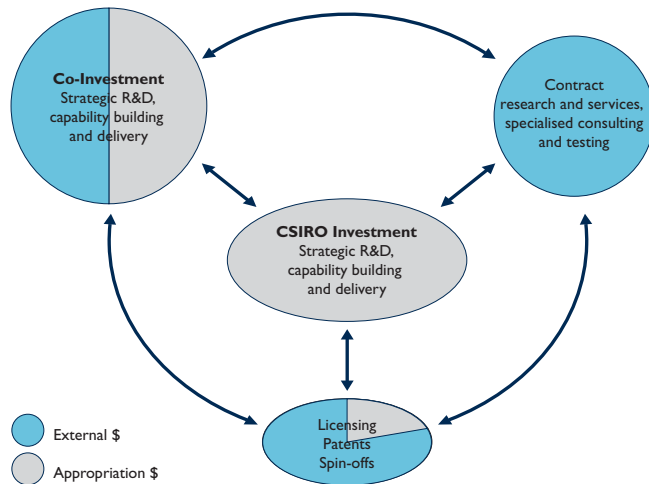 Co-Investment
Strategic R&D,
capability building
and delivery
Contract
research and services,
specialised consulting
and testing
CSIRO Investment
Strategic R&D,
capability building
and delivery
Licensing
Patents
Spin-offs
External $
Appropriation $